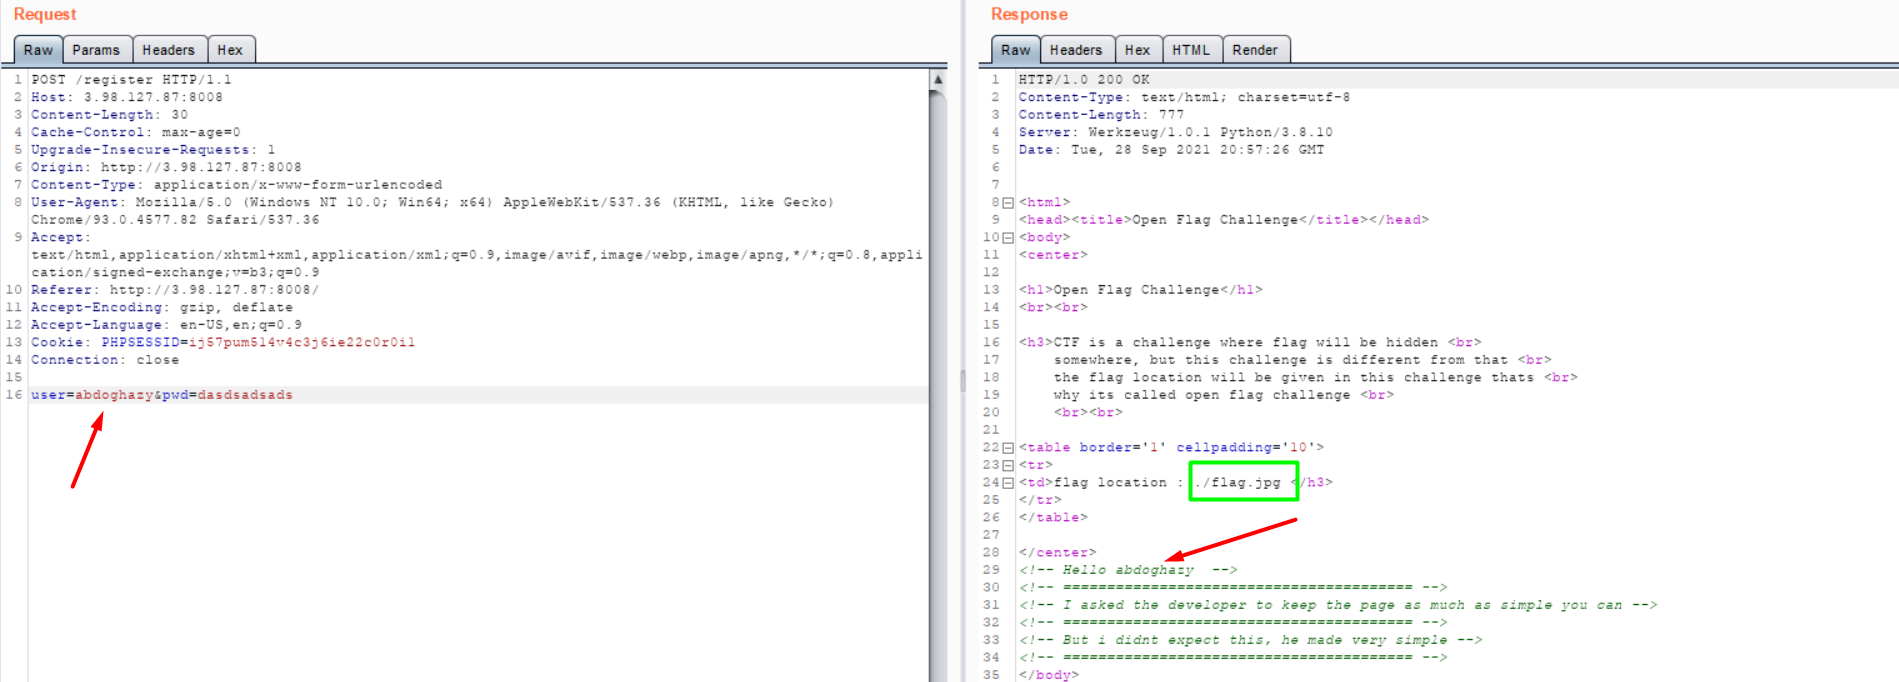 Request
Raw Params Headers Hex
1 POST /register HTTP/1.1
2 Host: 3.98.127.87:8008
3 Content-Length: 30
4 Cache-Control: max-age=0
5 Upgrade-Insecure-Requests: 1
6 Origin: http://3.98.127.87:8008
7 Content-Type: application/x-www-form-urlencoded
8 User-Agent: Mozilla/5.0 (Windows NT 10.0; Win64; x64) AppleWebKit/537.36 (KHTML, like Gecko)
Chrome/93.0.4577.82 Safari/537.36
9 Accept:
text/html,application/xhtml+xml,application/xml;q=0.9,image/avif,image/webp,image/apng,*/*;q=0.8,appli
cation/signed-exchange;v=b3;q=0.9
10 Referer: http://3.98.127.87:8008/
11 Accept-Encoding: gzip, deflate
12 Accept-Language: en-US,en;q=0.9
13 Cookie: PHPSESSID=ij57pum514v4c3j6ie22c0r0i1
14 Connection: close
15
16 user=abdoghazy&pwd=dasdsadsads
Response
Raw Headers Hex HTML Render
1 HTTP/1.0 200 OK
2 Content-Type: text/html; charset=utf-8
3 Content-Length: 777
4 Server: Werkzeug/1.0.1 Python/3.8.10
5 Date: Tue, 28 Sep 2021 20:57:26 GMT
6
7
8 <html>
9 <head><title>Open Flag Challenge</title></head>
10 <body>
11 <center>
12
13 <h1>Open Flag Challenge</h1>
14 <br><br>
15
16 <h3>CTF is a challenge where flag will be hidden <br>
17 somewhere, but this challenge is different from that <br>
18 the flag location will be given in this challenge thats <br>
19 why its called open flag challenge <br>
20 <br><br>
21
22 <table border='1' cellpadding='10'>
23 <tr>
24 <td>flag location : ./flag.jpg </h3>
25 </tr>
26 </table>
27
28 </center>
29 <!-- Hello abdoghazy -->
30 <!-- ======================================== -->
31 <!-- I asked the developer to keep the page as much as simple you can -->
32 <!-- ======================================== -->
33 <!-- But i didnt expect this, he made very simple -->
34 <!-- ======================================== -->
35 </body>